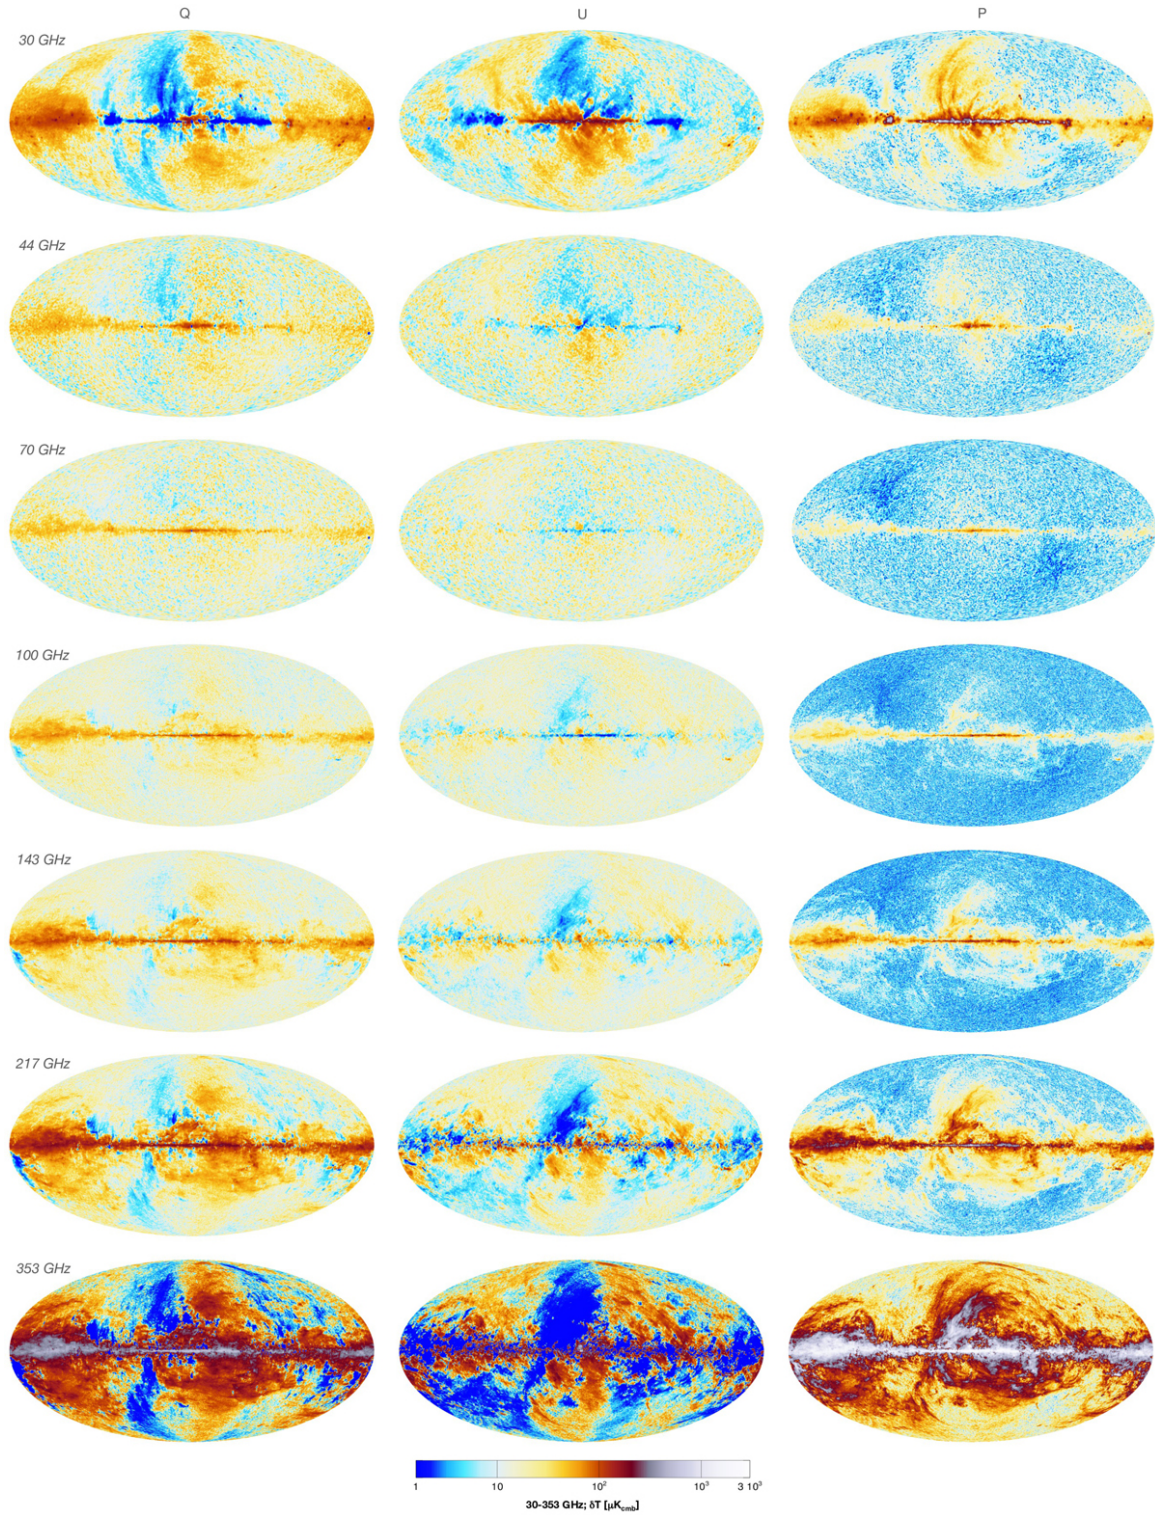 Q U P
30 GHz
44 GHz
70 GHz
100 GHz
143 GHz
217 GHz
353 GHz
1 10 10² 10³ 3 10³
30-353 GHz; δT [μK_cmb]